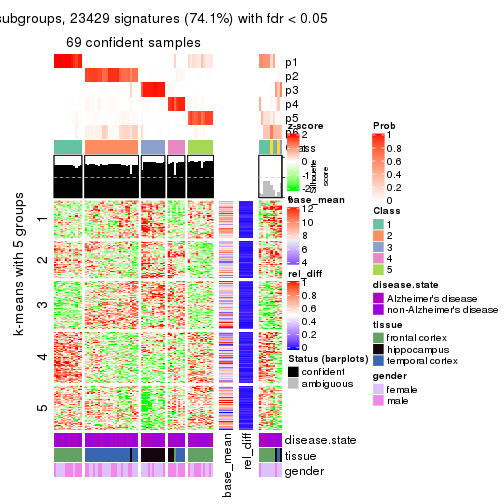 subgroups, 23429 signatures (74.1%) with fdr < 0.05
69 confident samples
p1
p2
p3
p4
p5
z-score
2
1
-1
-2
Silhouette
score
k-means with 5 groups
1
2
3
4
5
base_mean
12
10
8
6
4
rel_diff
1
0.8
0.6
0.4
0.2
0
Status (barplots)
confident
ambiguous
Prob
1
0.8
0.6
0.4
0.2
0
Class
1
2
3
4
5
disease.state
Alzheimer's disease
non-Alzheimer's disease
tissue
frontal cortex
hippocampus
temporal cortex
gender
female
male
disease.state
tissue
gender
base_mean
rel_diff